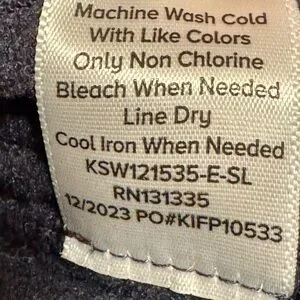 Machine Wash Cold
With Like Colors
Only Non Chlorine
Bleach When Needed
Line Dry
Cool Iron When Needed
KSW121535-E-SL
RN131335
12/2023 PO#KIFP10533